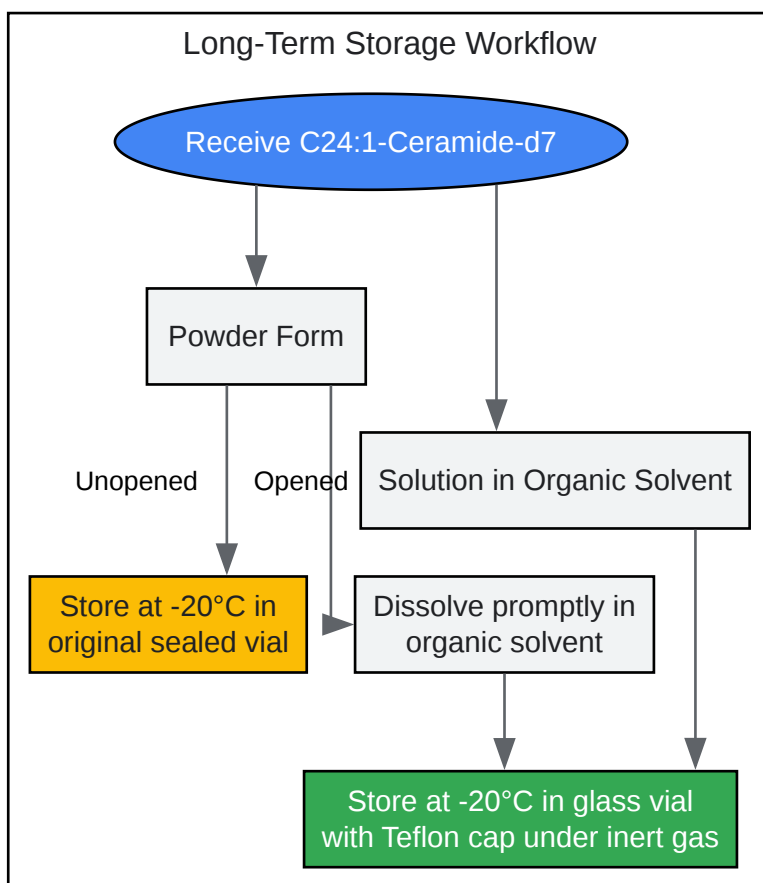 Long-Term Storage Workflow
Receive C24:1-Ceramide-d7
Powder Form
Unopened
Opened
Solution in Organic Solvent
Store at -20°C in
original sealed vial
Dissolve promptly in
organic solvent
Store at -20°C in glass vial
with Teflon cap under inert gas